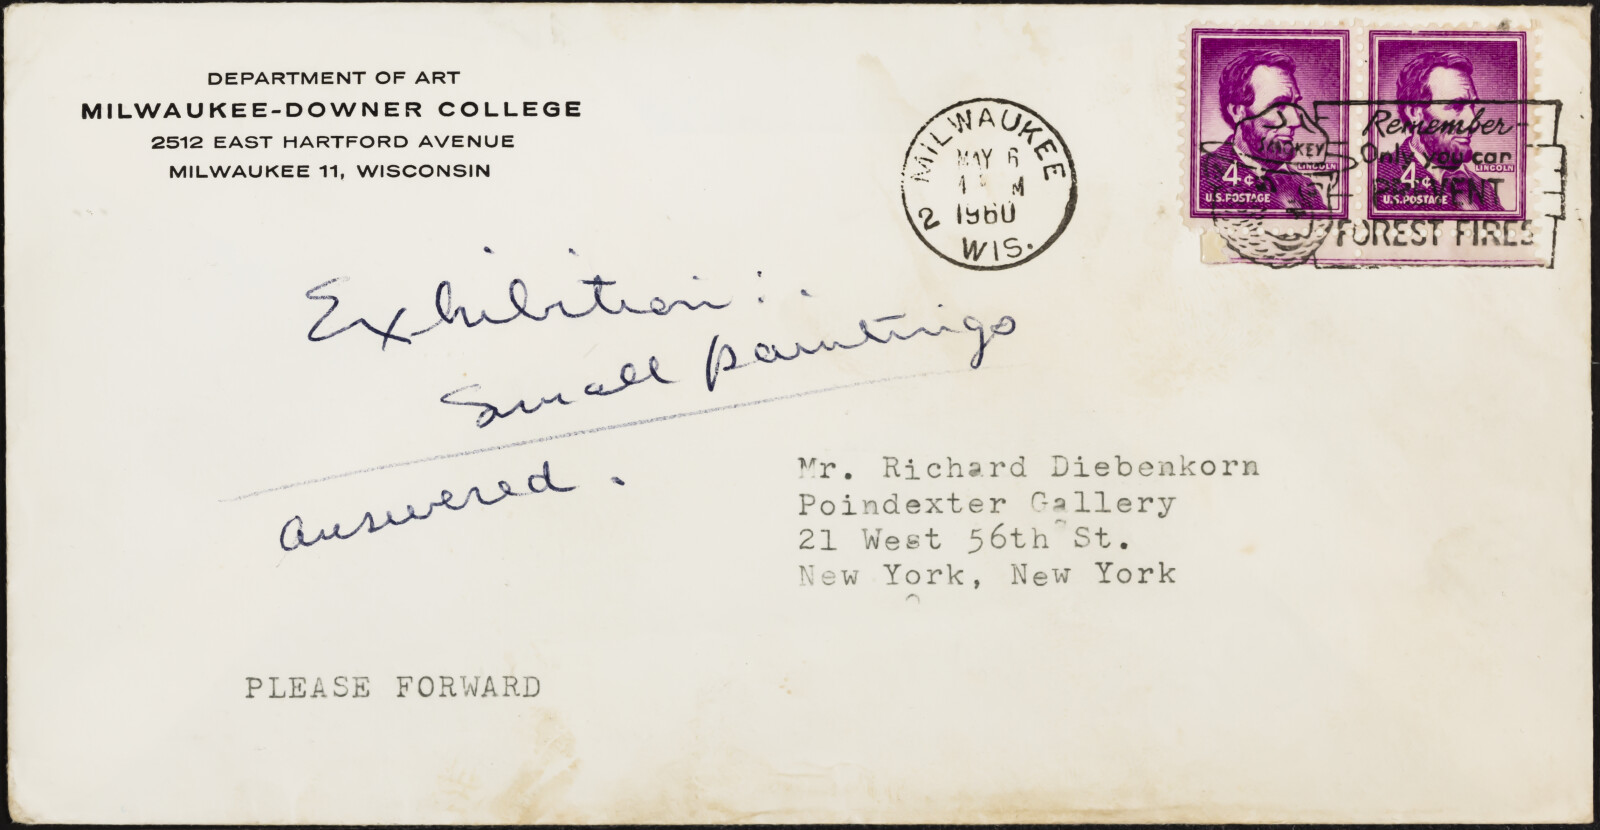 DEPARTMENT OF ART
MILWAUKEE-DOWNER COLLEGE
2512 EAST HARTFORD AVENUE
MILWAUKEE 11, WISCONSIN
MILWAUKEE
MAY 6
M
1960
2
WIS.
4¢
LINCOLN
U.S. POSTAGE
4¢
LINCOLN
U.S. POSTAGE
SMOKEY
Remember-
Only you can
PREVENT
FOREST FIRES
Exhibition:
Small paintings
answered.
Mr. Richard Diebenkorn
Poindexter Gallery
21 West 56th St.
New York, New York
PLEASE FORWARD